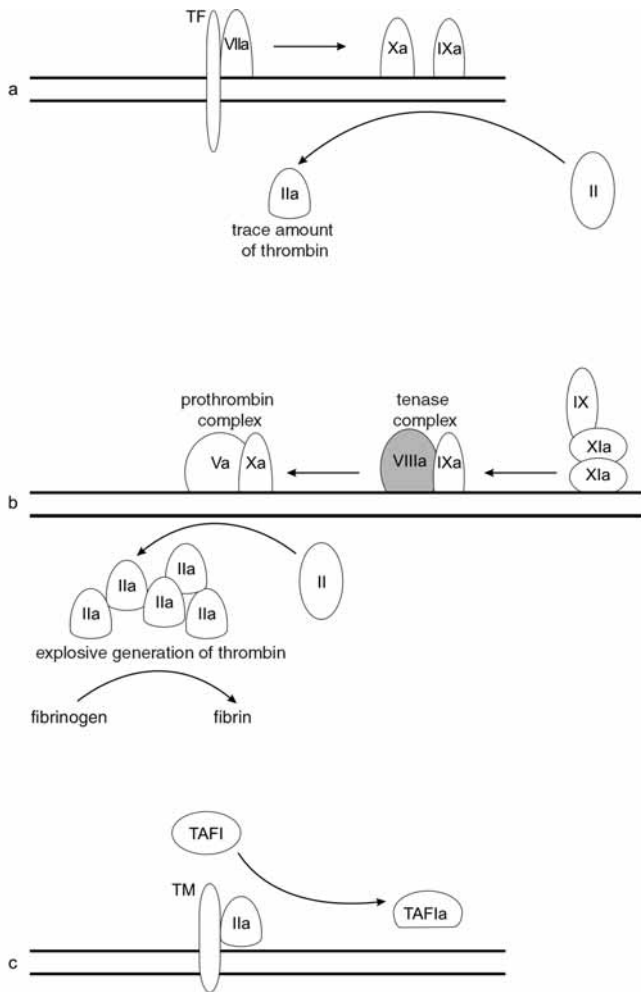 TF
VIIa
Xa
IXa
a
IIa
II
trace amount
of thrombin
prothrombin
complex
tenase
complex
IX
Va
Xa
VIIIa
IXa
XIa
XIa
b
IIa
IIa
IIa
IIa
IIa
II
explosive generation of thrombin
fibrinogen
fibrin
TAFI
TM
IIa
TAFIa
c